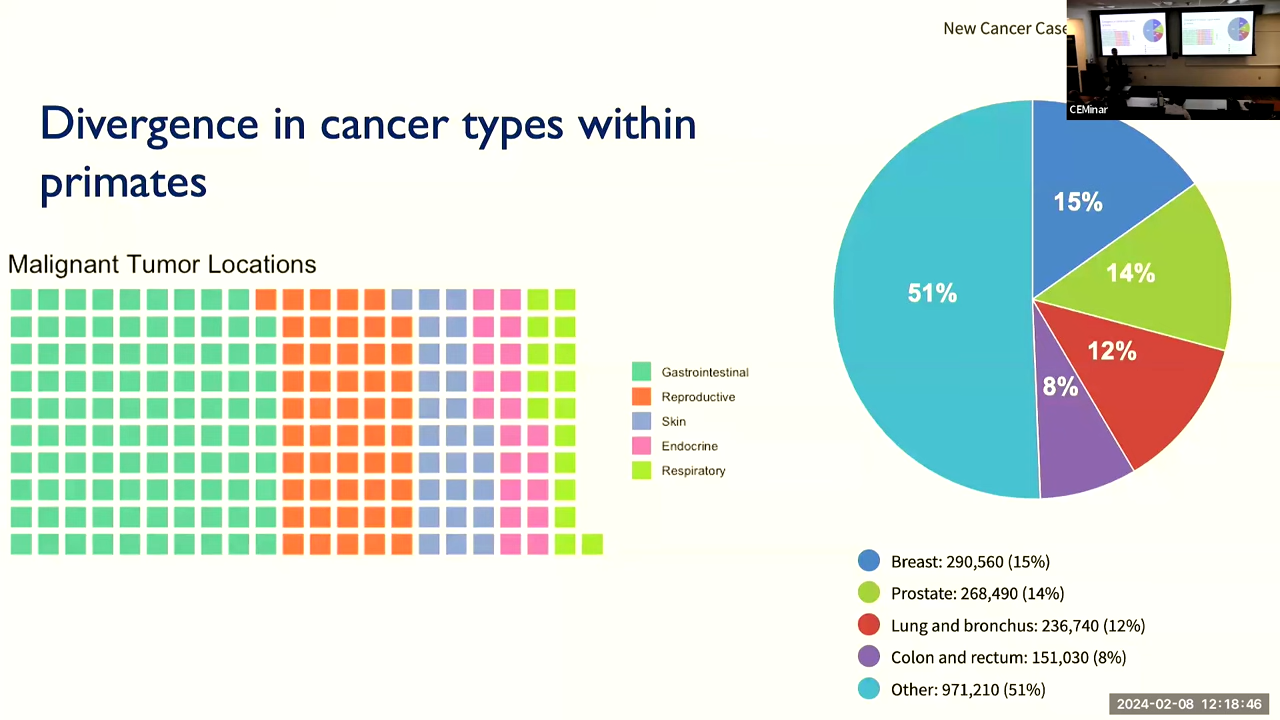 New Cancer Case
CEMinar
Divergence in cancer types within
primates
Malignant Tumor Locations
Gastrointestinal
Reproductive
Skin
Endocrine
Respiratory
15%
14%
12%
8%
51%
Breast: 290,560 (15%)
Prostate: 268,490 (14%)
Lung and bronchus: 236,740 (12%)
Colon and rectum: 151,030 (8%)
Other: 971,210 (51%)
2024-02-08 12:18:46